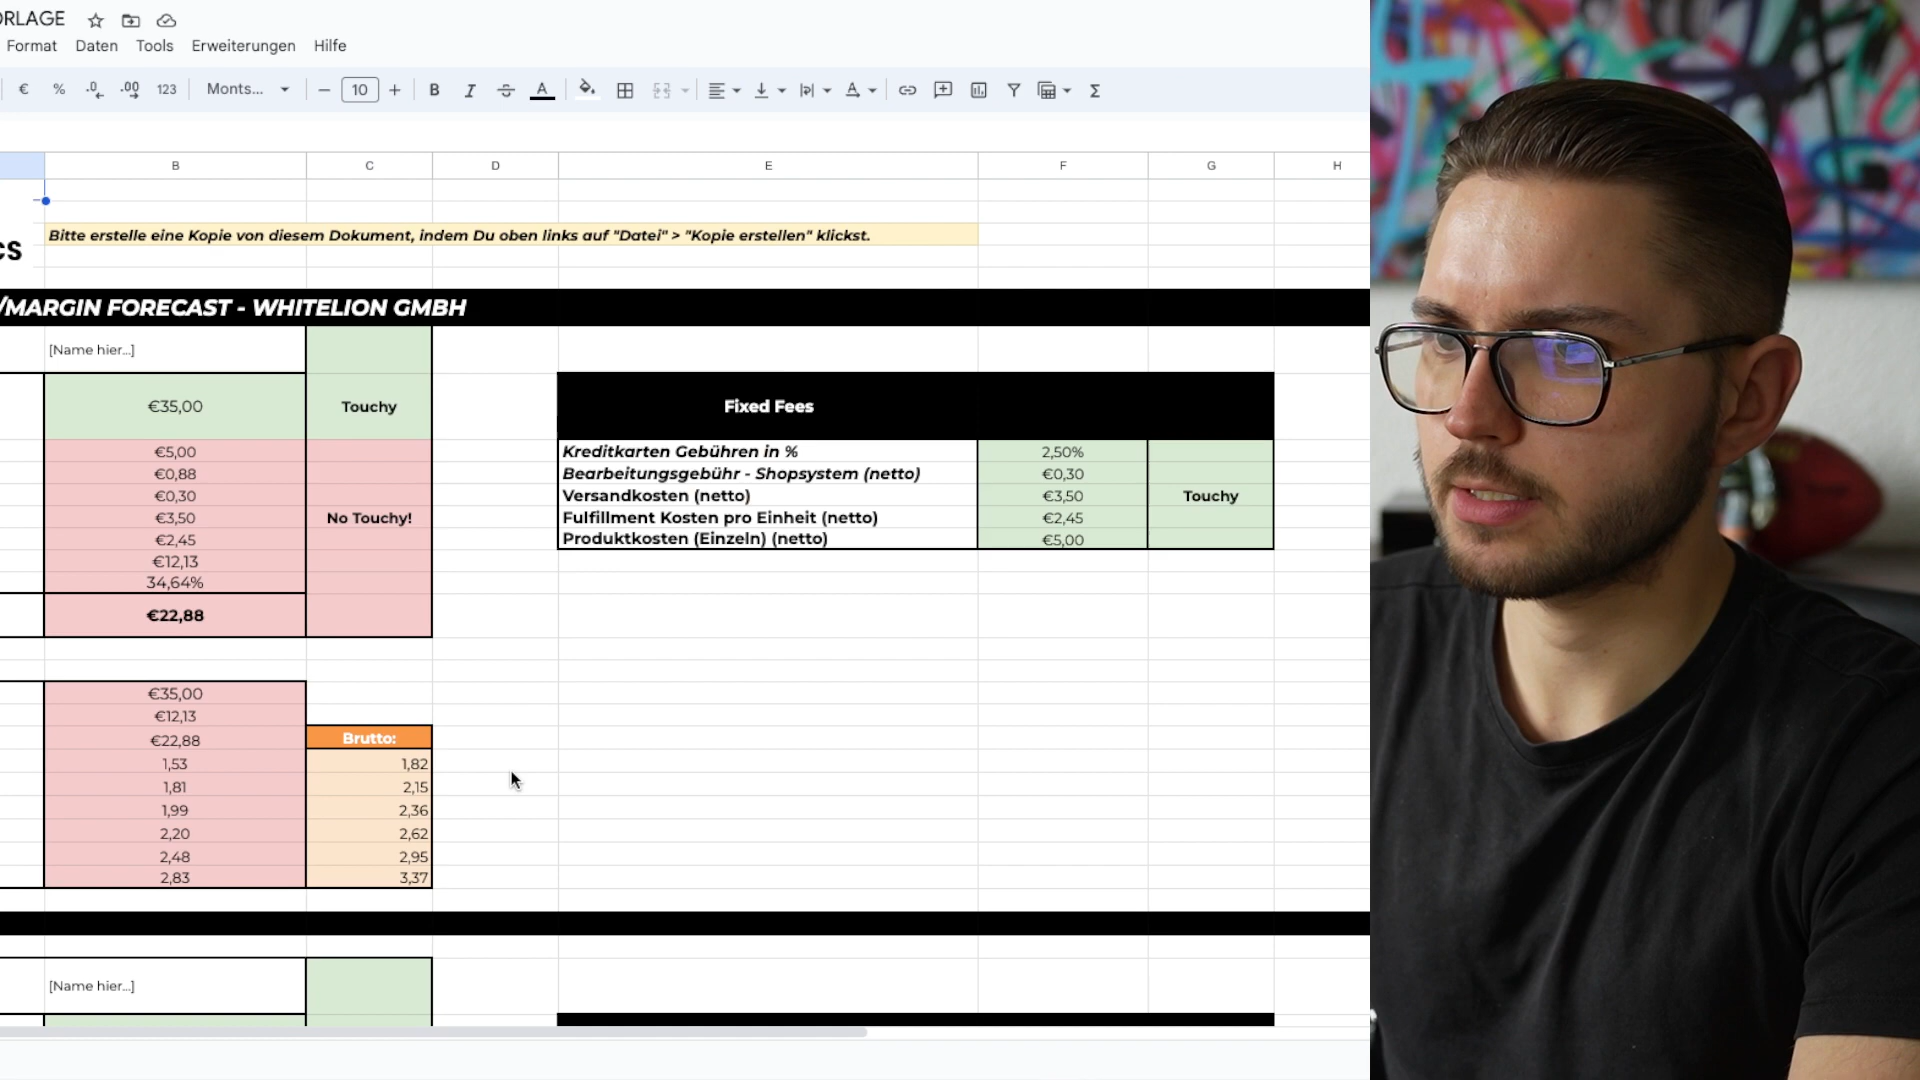 ORLAGE
Format Daten Tools Erweiterungen Hilfe
€ % .0 .00 123 Monts... − 10 + B I S A Σ
B C D E F G H
cs
Bitte erstelle eine Kopie von diesem Dokument, indem Du oben links auf "Datei" > "Kopie erstellen" klickst.
/MARGIN FORECAST - WHITELION GMBH
[Name hier...]
€35,00 Touchy Fixed Fees
€5,00 Kreditkarten Gebühren in % 2,50%
€0,88 Bearbeitungsgebühr - Shopsystem (netto) €0,30
€0,30 Versandkosten (netto) €3,50 Touchy
€3,50 No Touchy! Fulfillment Kosten pro Einheit (netto) €2,45
€2,45 Produktkosten (Einzeln) (netto) €5,00
€12,13
34,64%
€22,88
€35,00
€12,13
€22,88 Brutto:
1,53 1,82
1,81 2,15
1,99 2,36
2,20 2,62
2,48 2,95
2,83 3,37
[Name hier...]